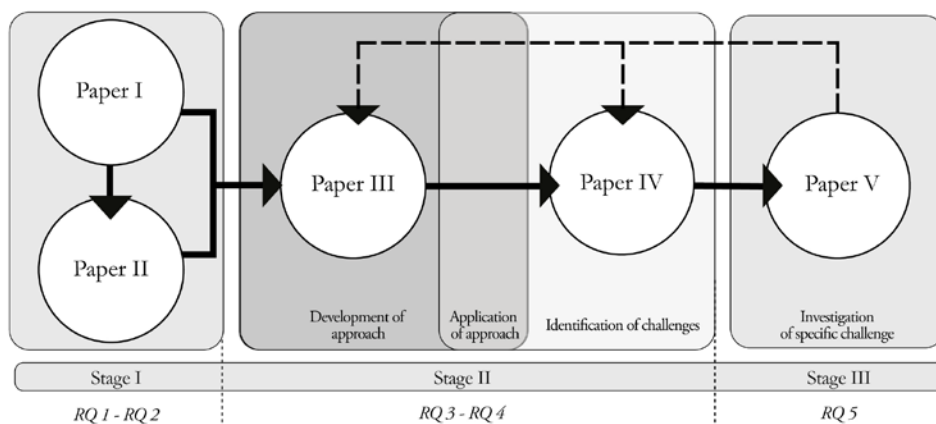 Paper I
Paper II
Paper III
Paper IV
Paper V
Development of
approach
Application
of approach
Identification of challenges
Investigation
of specific challenge
Stage I
Stage II
Stage III
RQ 1 - RQ 2
RQ 3 - RQ 4
RQ 5